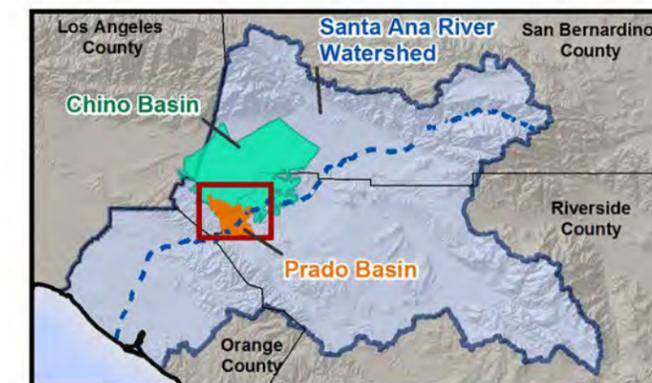 Los Angeles
County
Santa Ana River
Watershed
San Bernardino
County
Chino Basin
Riverside
County
Prado Basin
Orange
County